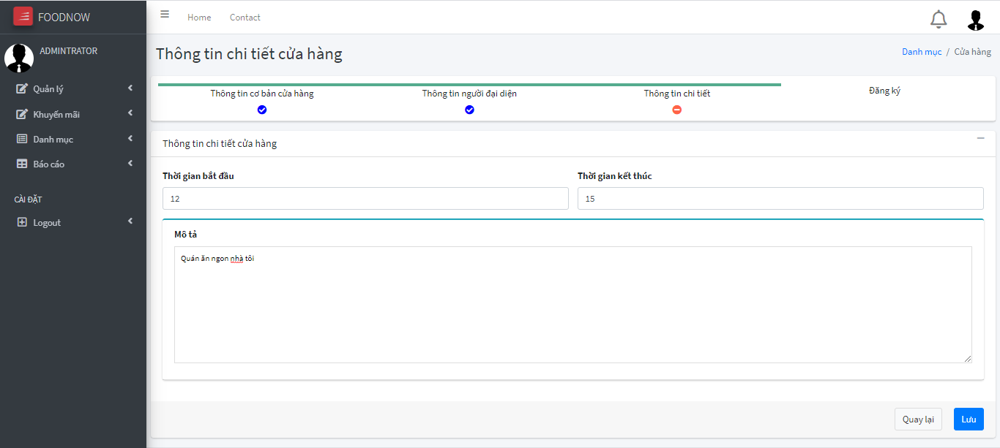 FOODNOW
Home Contact
ADMINTRATOR
Quản lý
Khuyến mãi
Danh mục
Báo cáo
CÀI ĐẶT
Logout
Thông tin chi tiết cửa hàng
Danh mục / Cửa hàng
Thông tin cơ bản cửa hàng
Thông tin người đại diện
Thông tin chi tiết
Đăng ký
Thông tin chi tiết cửa hàng
Thời gian bắt đầu
Thời gian kết thúc
12
15
Mô tả
Quán ăn ngon nhà tôi
Quay lại
Lưu